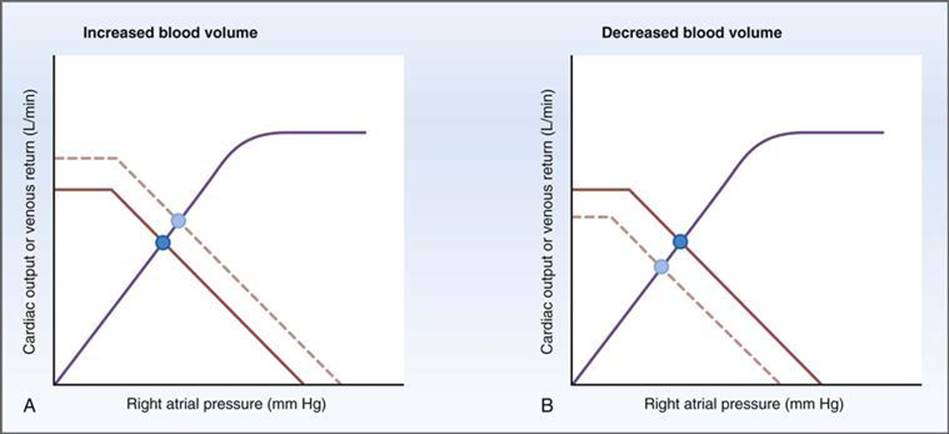 Increased blood volume
Cardiac output or venous return (L/min)
Right atrial pressure (mm Hg)
A
Decreased blood volume
Cardiac output or venous return (L/min)
Right atrial pressure (mm Hg)
B